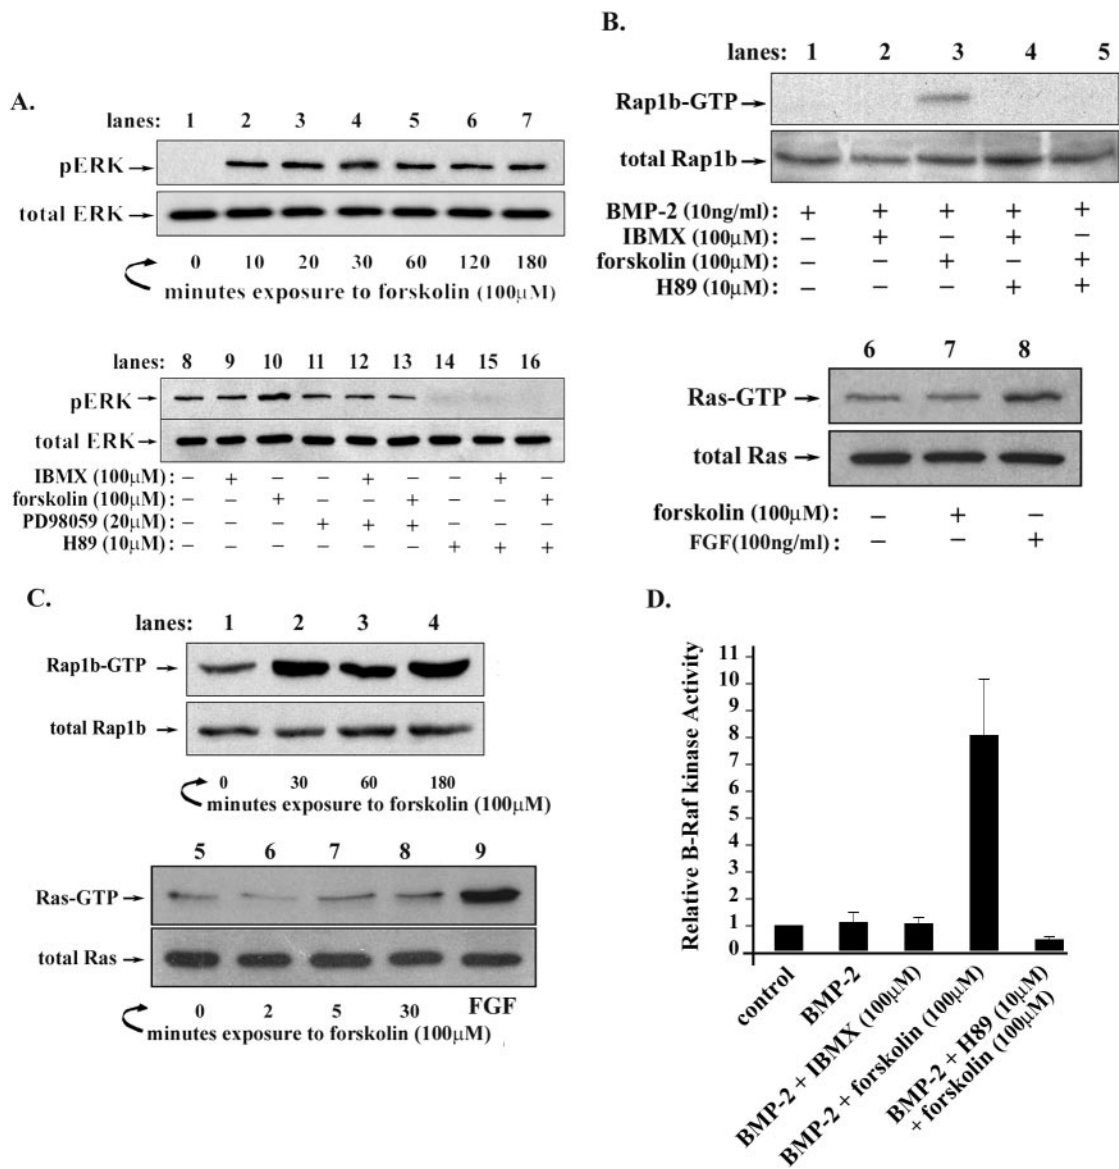 A.
lanes: 1 2 3 4 5 6 7
pERK
total ERK
0 10 20 30 60 120 180
minutes exposure to forskolin (100μM)
lanes: 8 9 10 11 12 13 14 15 16
pERK
total ERK
IBMX (100μM): – + – – + – – + –
forskolin (100μM): – – + – – + – – +
PD98059 (20μM): – – – + + + – – –
H89 (10μM): – – – – – – + + +
B.
lanes: 1 2 3 4 5
Rap1b-GTP
total Rap1b
BMP-2 (10ng/ml): + + + + +
IBMX (100μM): – + – + –
forskolin (100μM): – – + – +
H89 (10μM): – – – + +
6 7 8
Ras-GTP
total Ras
forskolin (100μM): – + –
FGF(100ng/ml): – – +
C.
lanes: 1 2 3 4
Rap1b-GTP
total Rap1b
0 30 60 180
minutes exposure to forskolin (100μM)
5 6 7 8 9
Ras-GTP
total Ras
0 2 5 30 FGF
minutes exposure to forskolin (100μM)
D.
Relative B-Raf kinase Activity
11
10
9
8
7
6
5
4
3
2
1
0
control
BMP-2
BMP-2 + IBMX (100μM)
BMP-2 + forskolin (100μM)
BMP-2 + H89 (10μM)
+ forskolin (100μM)